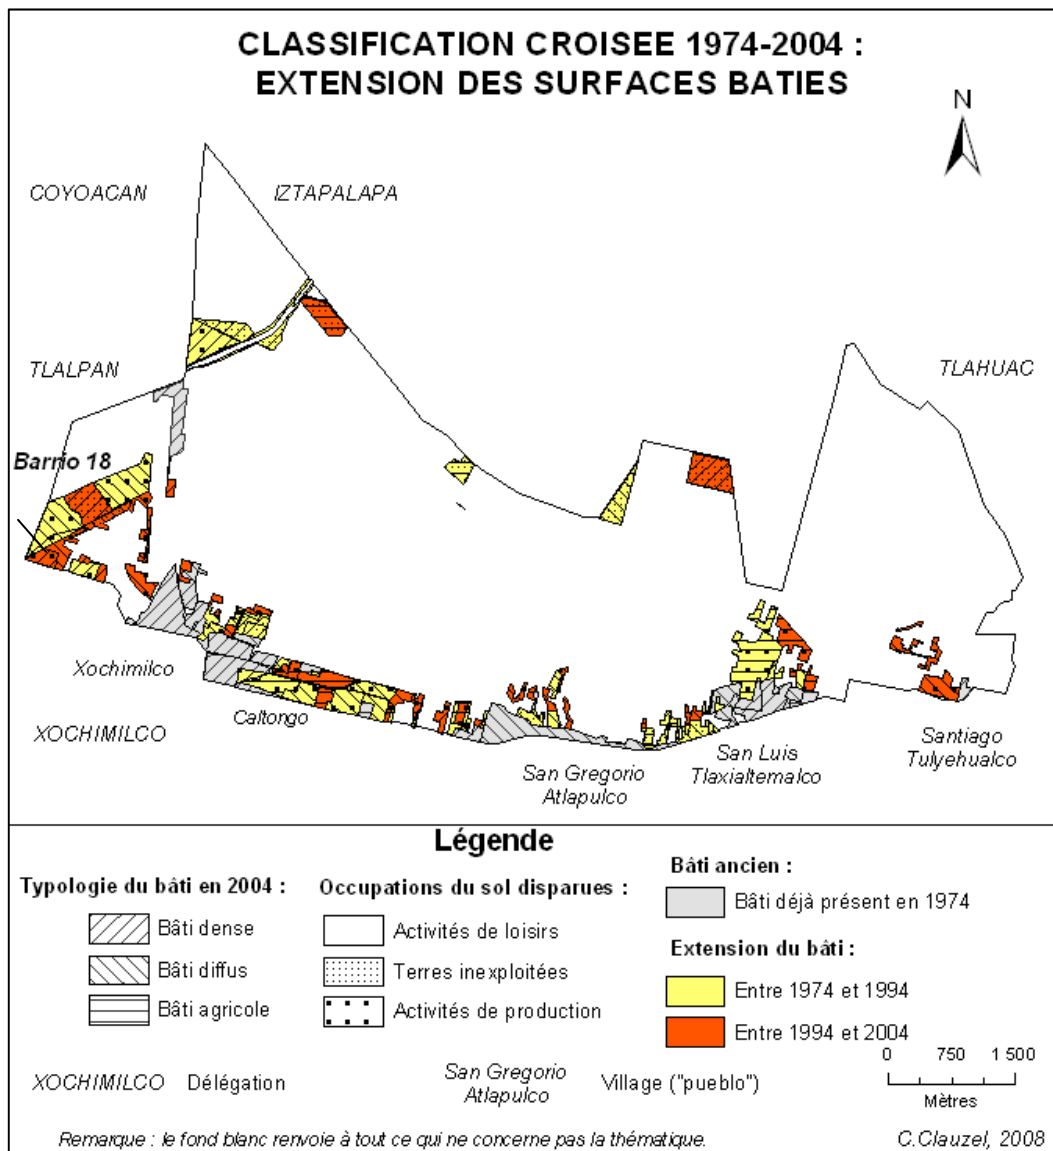 CLASSIFICATION CROISEE 1974-2004 :
EXTENSION DES SURFACES BATIES
N
COYOACAN
IZTAPALAPA
TLALPAN
TLAHUAC
Barrio 18
Xochimilco
Caltongo
XOCHIMILCO
San Gregorio
Atlapulco
San Luis
Tlaxialtemalco
Santiago
Tulyehualco
Légende
Typologie du bâti en 2004 :
Bâti dense
Bâti diffus
Bâti agricole
Occupations du sol disparues :
Activités de loisirs
Terres inexploitées
Activités de production
Bâti ancien :
Bâti déjà présent en 1974
Extension du bâti :
Entre 1974 et 1994
Entre 1994 et 2004
0 750 1 500
Mètres
XOCHIMILCO Délégation
San Gregorio
Atlapulco
Village ("pueblo")
Remarque : le fond blanc renvoie à tout ce qui ne concerne pas la thématique.
C.Clauzel, 2008